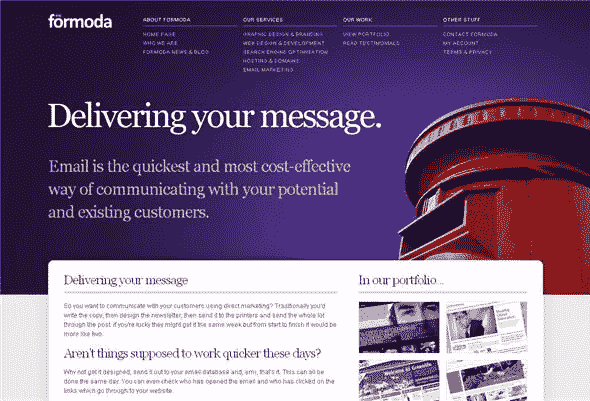 förmoda
ABOUT FÖRMODA
HOME PAGE
WHO WE ARE
FORMODA NEWS & BLOG
OUR SERVICES
GRAPHIC DESIGN & BRANDING
WEB DESIGN & DEVELOPMENT
SEARCH ENGINE OPTIMISATION
HOSTING & DOMAINS
EMAIL MARKETING
OUR WORK
VIEW PORTFOLIO
READ TESTIMONIALS
OTHER STUFF
CONTACT FORMODA
MY ACCOUNT
TERMS & PRIVACY
Delivering your message.
Email is the quickest and most cost-effective
way of communicating with your potential
and existing customers.
Delivering your message
So you want to communicate with your customers using direct marketing? Traditionally you'd
write the copy, then design the newsletter, then send it to the printers and send the whole
lot through the post. If you're lucky they might get it the same week but from start to finish it would be
more like two.
Aren't things supposed to work quicker these days?
Why not get it designed, send it out to your email database and, erm, that's it. This can all be
done the same day. You can even check who has opened the email and who has clicked on the
links which go through to your website.
In our portfolio...